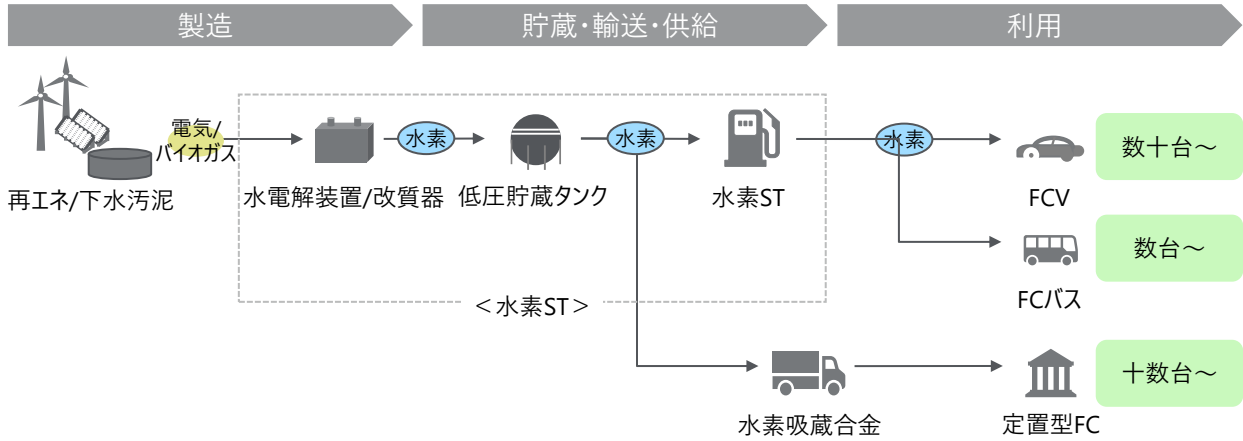 製造
貯蔵・輸送・供給
利用
電気/
バイオガス
水素
水素
水素
数十台～
再エネ/下水汚泥
水電解装置/改質器
低圧貯蔵タンク
水素ST
FCV
数台～
＜水素ST＞
FCバス
十数台～
水素吸蔵合金
定置型FC